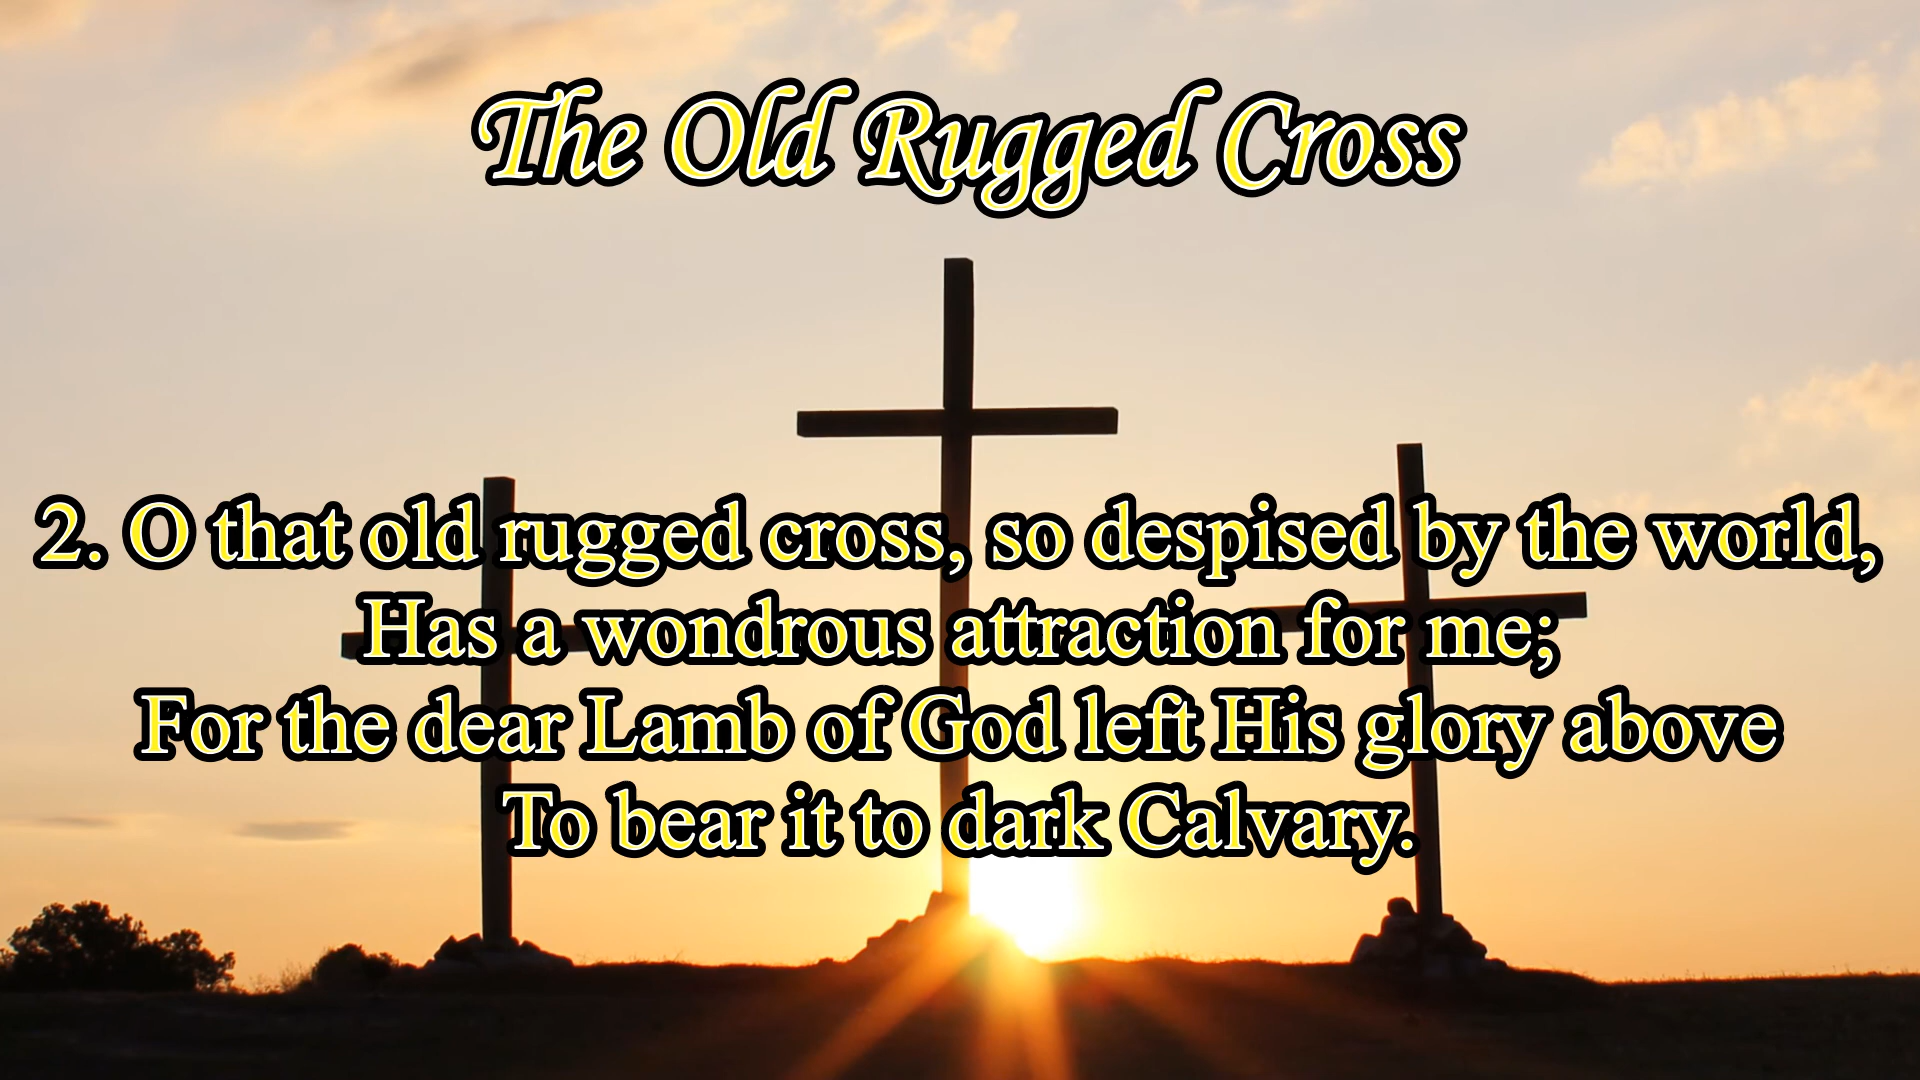 The Old Rugged Cross
2. O that old rugged cross, so despised by the world,
Has a wondrous attraction for me;
For the dear Lamb of God left His glory above
To bear it to dark Calvary.